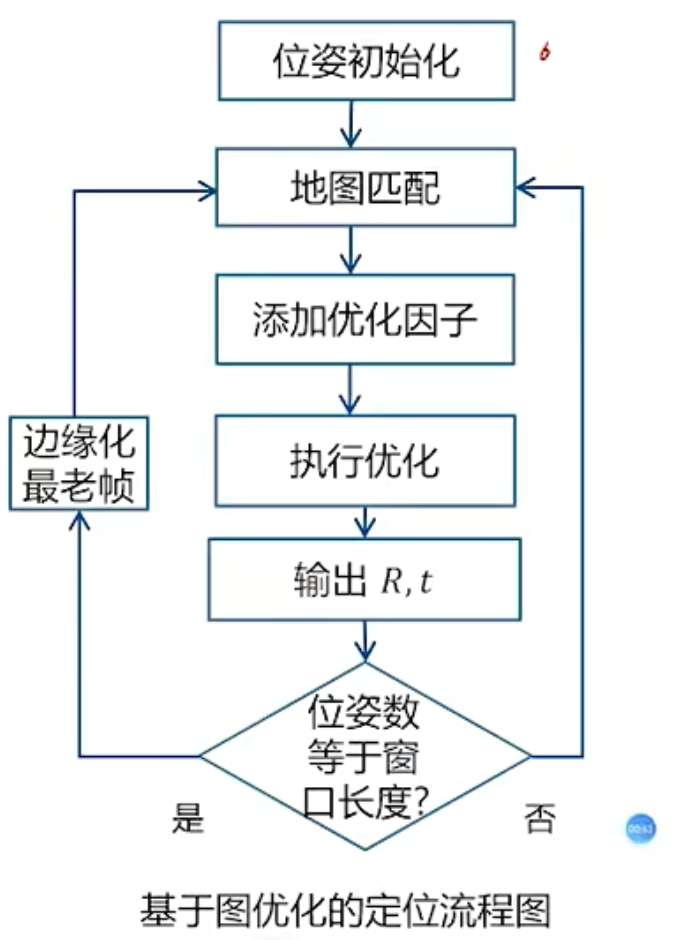 位姿初始化
6
地图匹配
添加优化因子
边缘化
最老帧
执行优化
输出 R, t
位姿数
等于窗
口长度?
是
否
00:53
基于图优化的定位流程图